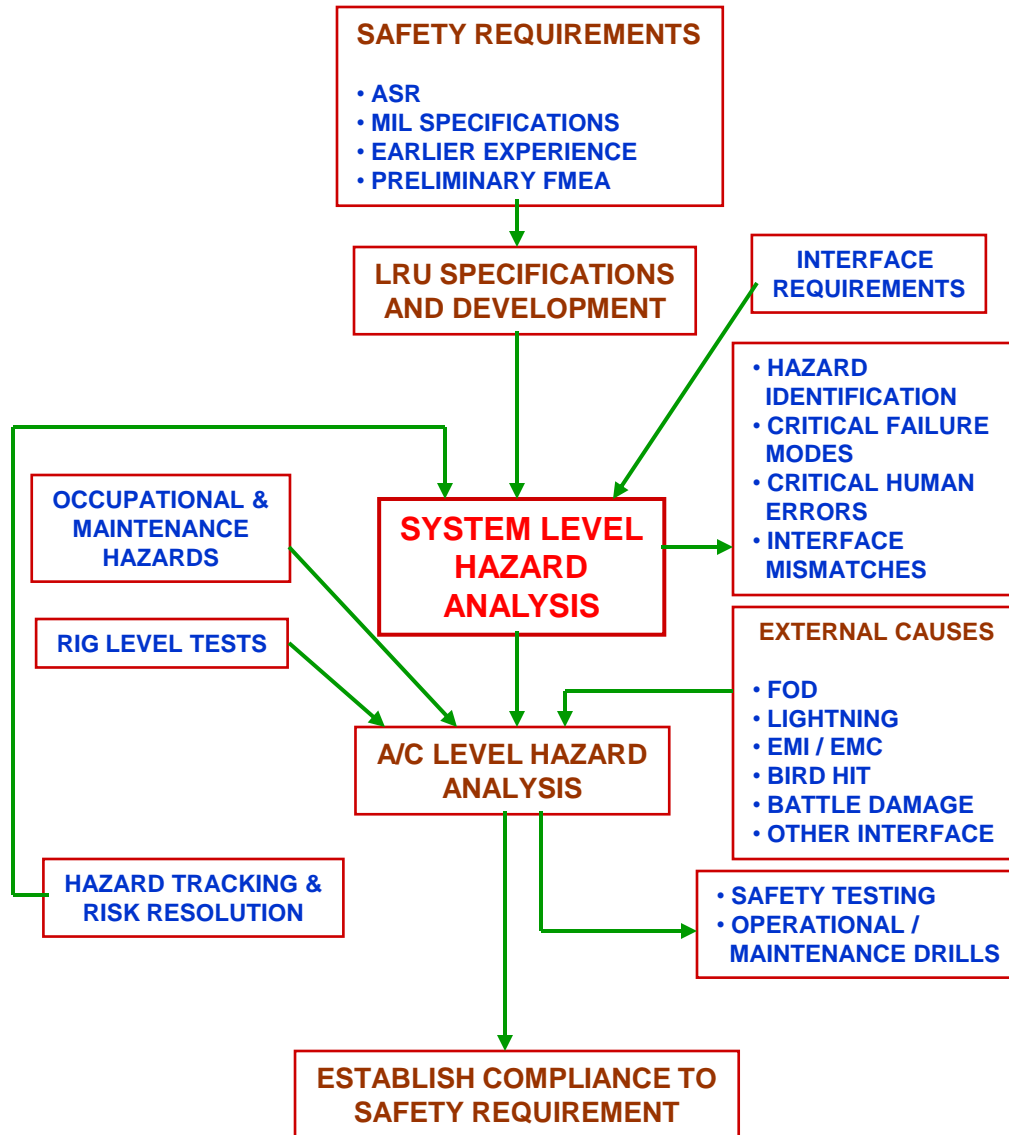 SAFETY REQUIREMENTS
• ASR
• MIL SPECIFICATIONS
• EARLIER EXPERIENCE
• PRELIMINARY FMEA
LRU SPECIFICATIONS
AND DEVELOPMENT
INTERFACE
REQUIREMENTS
• HAZARD
IDENTIFICATION
• CRITICAL FAILURE
MODES
• CRITICAL HUMAN
ERRORS
• INTERFACE
MISMATCHES
OCCUPATIONAL &
MAINTENANCE
HAZARDS
SYSTEM LEVEL
HAZARD
ANALYSIS
RIG LEVEL TESTS
EXTERNAL CAUSES
• FOD
• LIGHTNING
• EMI / EMC
• BIRD HIT
• BATTLE DAMAGE
• OTHER INTERFACE
A/C LEVEL HAZARD
ANALYSIS
HAZARD TRACKING &
RISK RESOLUTION
• SAFETY TESTING
• OPERATIONAL /
MAINTENANCE DRILLS
ESTABLISH COMPLIANCE TO
SAFETY REQUIREMENT